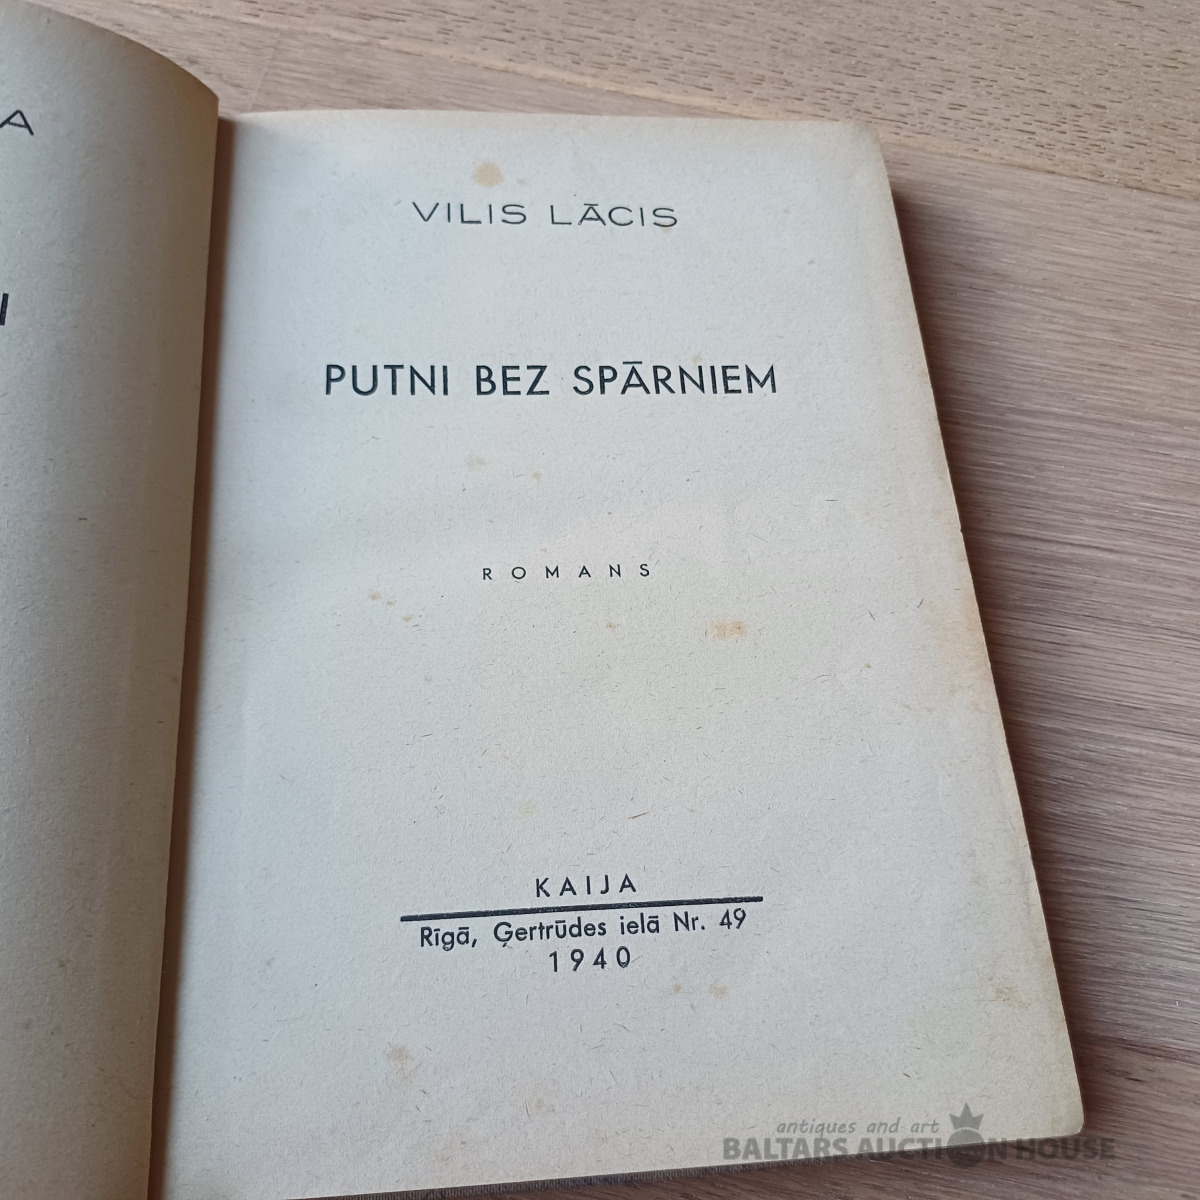 A
I
VILIS LĀCIS
PUTNI BEZ SPĀRNIEM
ROMANS
KAIJA
Rīgā, Ģertrūdes ielā Nr. 49
1940
antiques and art
BALTARS AUCTION HOUSE